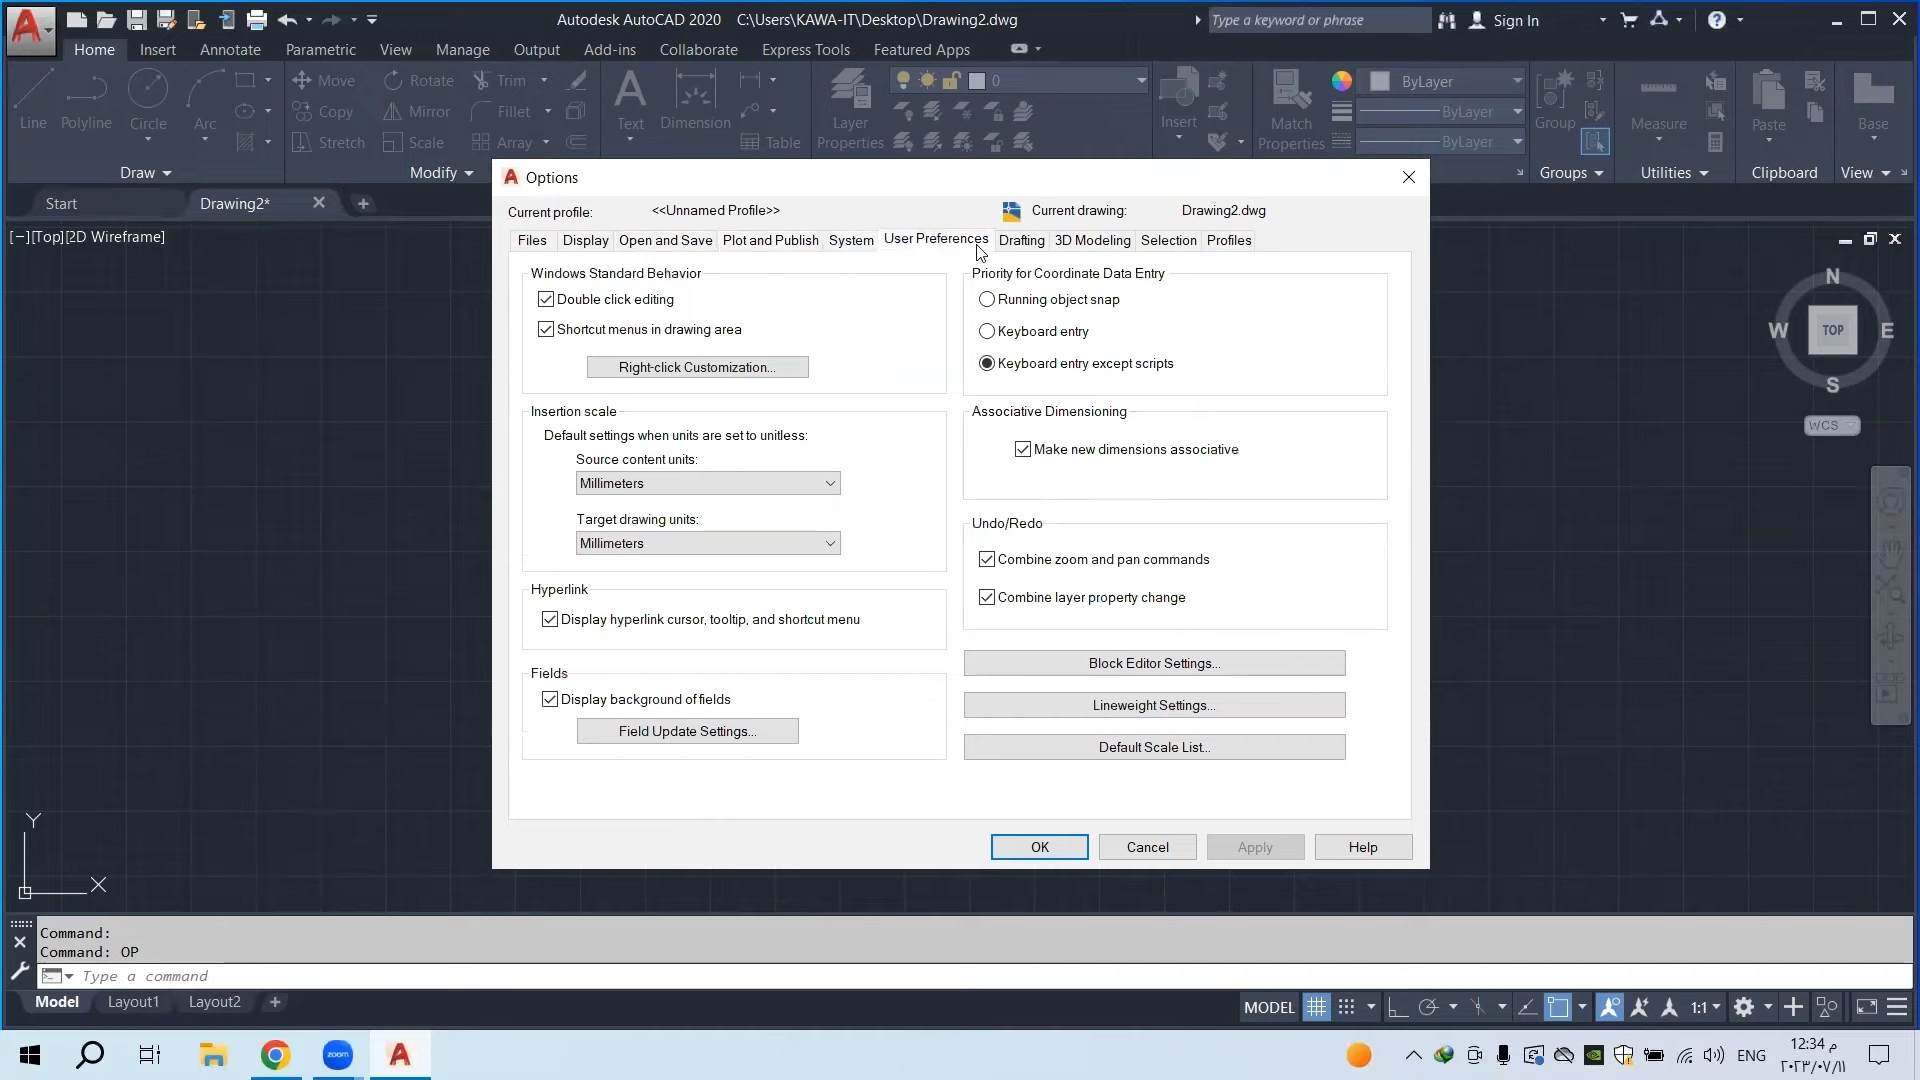 Autodesk AutoCAD 2020 C:\Users\KAWA-IT\Desktop\Drawing2.dwg
Type a keyword or phrase
Sign In
Home Insert Annotate Parametric View Manage Output Add-ins Collaborate Express Tools Featured Apps
Move Rotate Trim 0 ByLayer
Copy Mirror Fillet ByLayer
Line Polyline Circle Arc Text Dimension Layer Insert Match Group Measure Paste Base
Stretch Scale Array Table Properties Properties ByLayer
Draw Modify Groups Utilities Clipboard View
Start Drawing2*
[−][Top][2D Wireframe]
Options
Current profile: <<Unnamed Profile>> Current drawing: Drawing2.dwg
Files Display Open and Save Plot and Publish System User Preferences Drafting 3D Modeling Selection Profiles
Windows Standard Behavior
Double click editing
Shortcut menus in drawing area
Right-click Customization...
Insertion scale
Default settings when units are set to unitless:
Source content units:
Millimeters
Target drawing units:
Millimeters
Hyperlink
Display hyperlink cursor, tooltip, and shortcut menu
Fields
Display background of fields
Field Update Settings...
Priority for Coordinate Data Entry
Running object snap
Keyboard entry
Keyboard entry except scripts
Associative Dimensioning
Make new dimensions associative
Undo/Redo
Combine zoom and pan commands
Combine layer property change
Block Editor Settings...
Lineweight Settings...
Default Scale List...
OK Cancel Apply Help
N
W TOP E
S
WCS
Y
X
Command:
Command: OP
Type a command
Model Layout1 Layout2
MODEL 1:1
zoom
ENG
12:34 م
٢٠٢٣/٠٧/١١